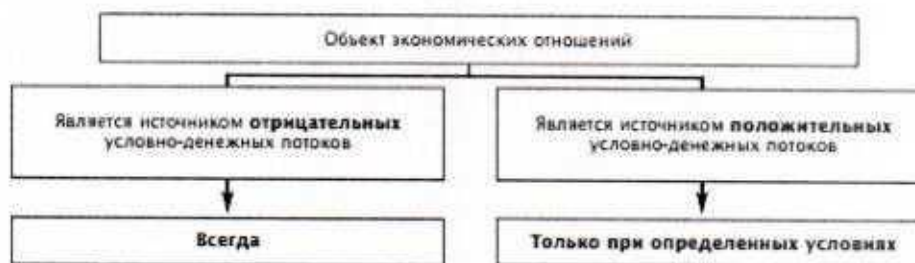 Объект экономических отношений
Является источником отрицательных
условно-денежных потоков
Является источником положительных
условно-денежных потоков
Всегда
Только при определенных условиях